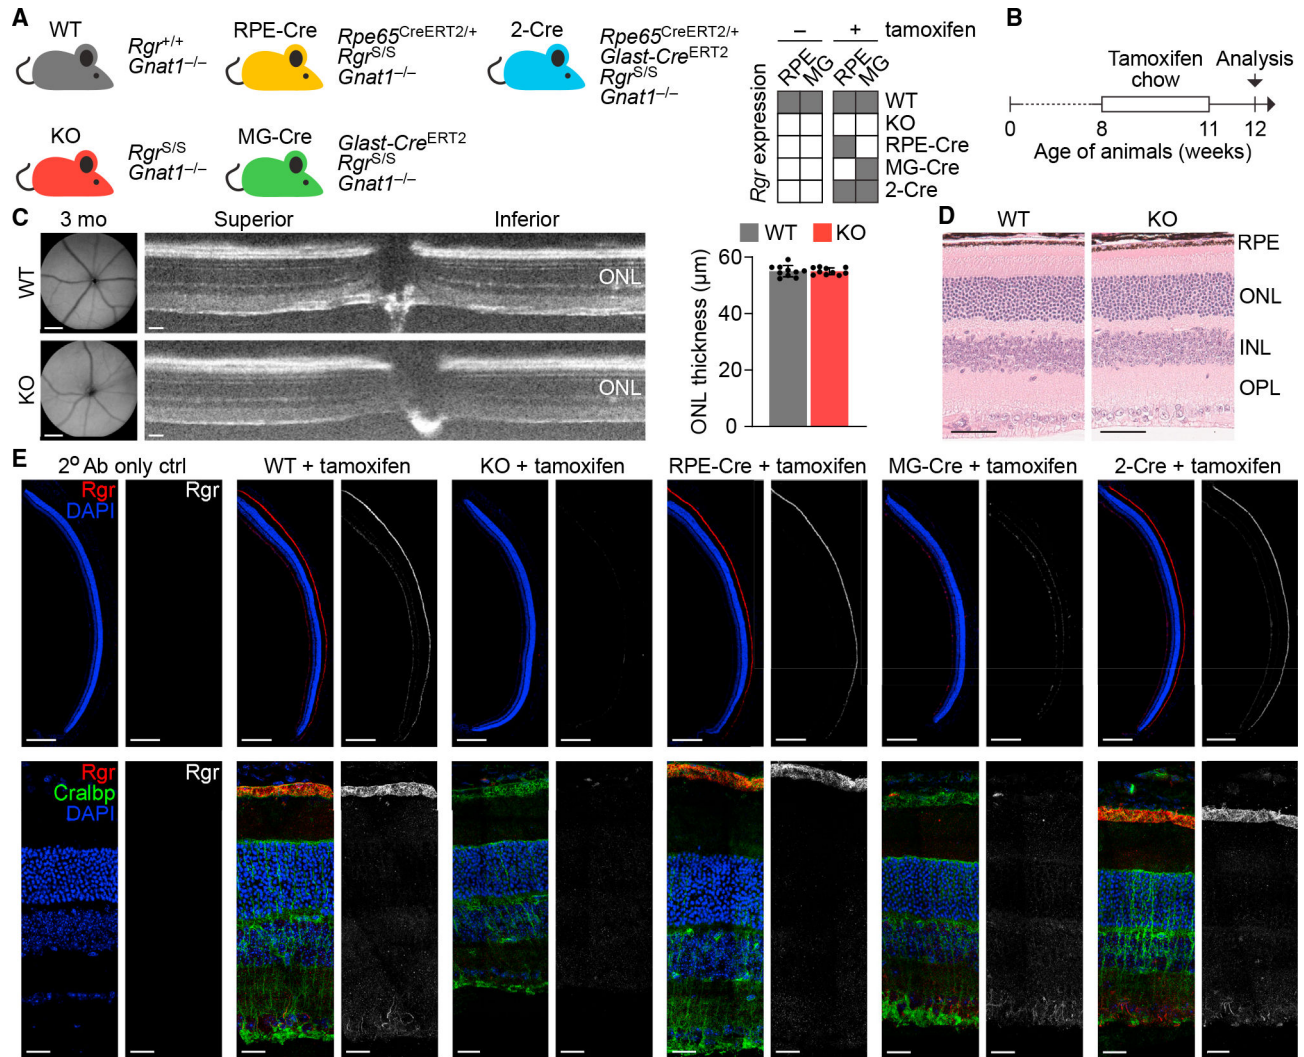 A
WT
Rgr+/+
Gnat1–/–
RPE-Cre
Rpe65CreERT2/+
RgrS/S
Gnat1–/–
2-Cre
Rpe65CreERT2/+
Glast-CreERT2
RgrS/S
Gnat1–/–
KO
RgrS/S
Gnat1–/–
MG-Cre
Glast-CreERT2
RgrS/S
Gnat1–/–
– + tamoxifen
RPE MG RPE MG
Rgr expression
WT
KO
RPE-Cre
MG-Cre
2-Cre
B
Tamoxifen chow
Analysis
0 8 11 12
Age of animals (weeks)
C
3 mo
Superior
Inferior
WT
ONL
KO
ONL
WT KO
ONL thickness (μm)
60
40
20
0
D
WT
KO
RPE
ONL
INL
OPL
E
2o Ab only ctrl
WT + tamoxifen
KO + tamoxifen
RPE-Cre + tamoxifen
MG-Cre + tamoxifen
2-Cre + tamoxifen
Rgr
DAPI
Rgr
Rgr
Cralbp
DAPI
Rgr